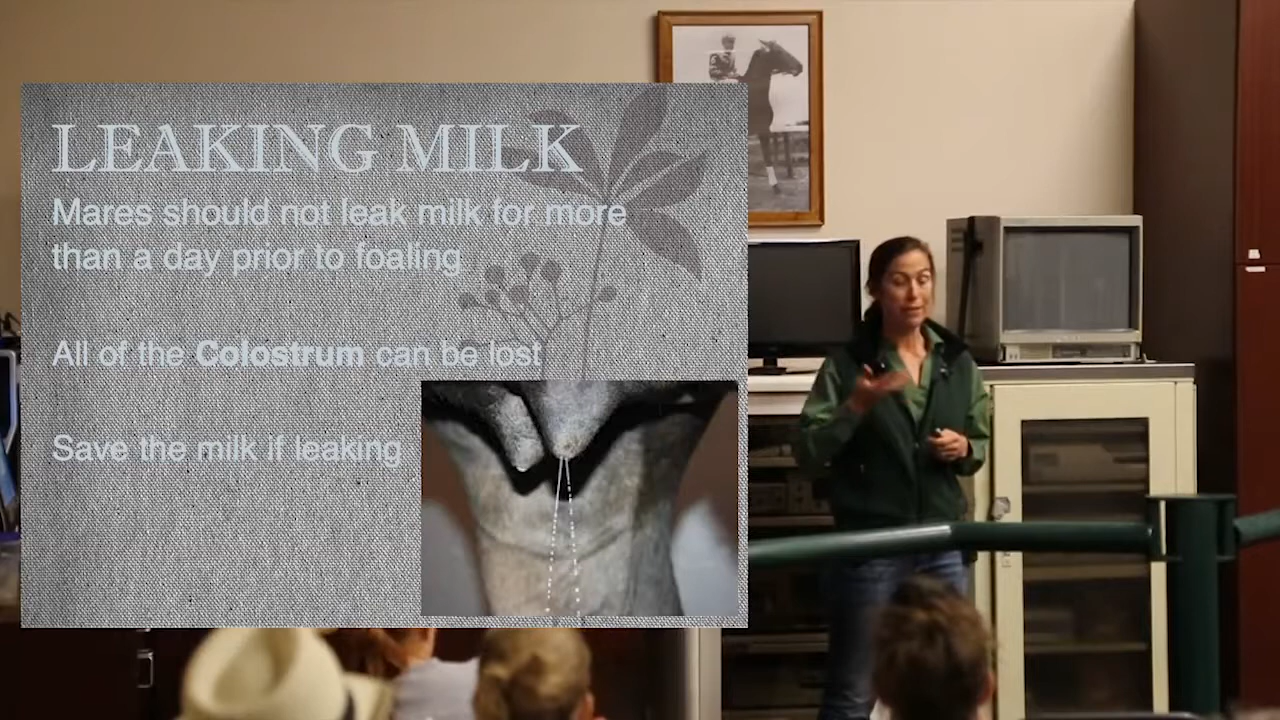 LEAKING MILK
Mares should not leak milk for more
than a day prior to foaling
All of the Colostrum can be lost
Save the milk if leaking